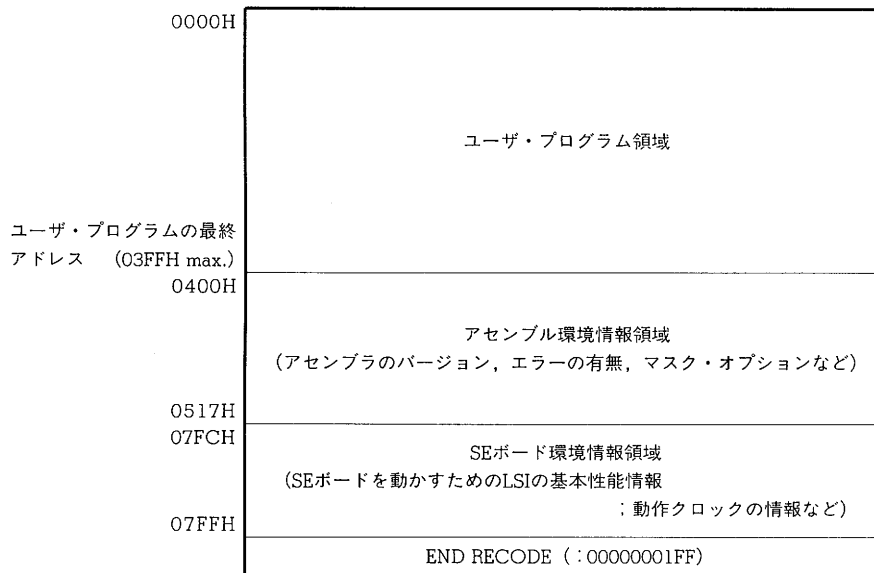 0000H
ユーザ・プログラム領域
ユーザ・プログラムの最終
アドレス (03FFH max.)
0400H
アセンブル環境情報領域
(アセンブラのバージョン，エラーの有無，マスク・オプションなど)
0517H
07FCH
SEボード環境情報領域
(SEボードを動かすためのLSIの基本性能情報
；動作クロックの情報など)
07FFH
END RECODE (：00000001FF)